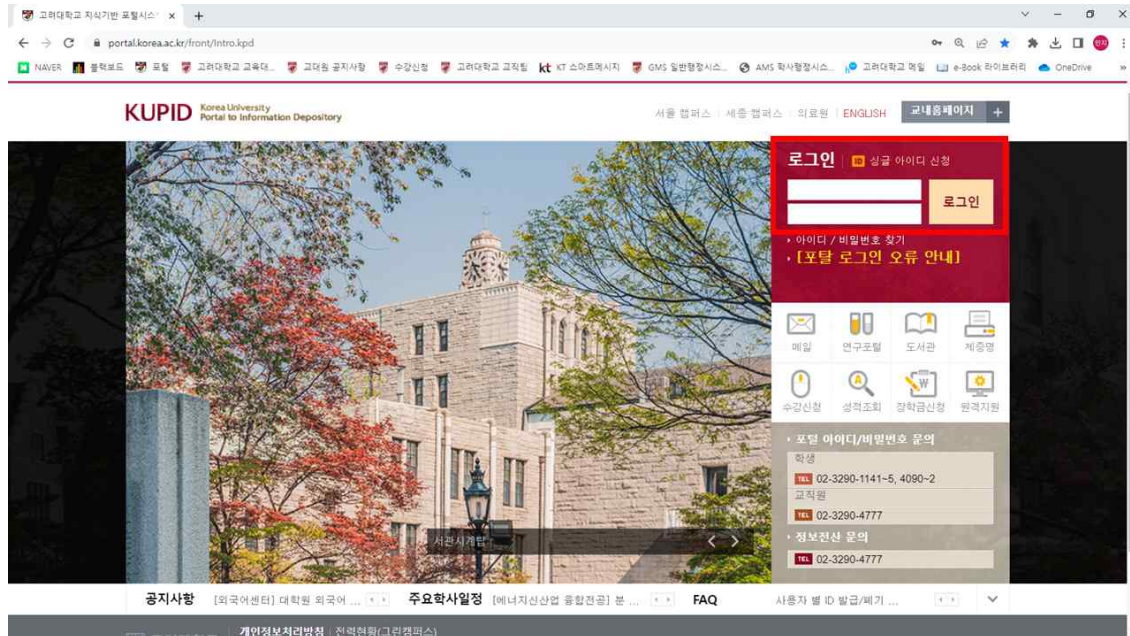 고려대학교 지식기반 포털시스
portal.korea.ac.kr/front/Intro.kpd
NAVER 블랙보드 포털 고려대학교 교육대... 고대원 공지사항 수강신청 고려대학교 교직팀 kt KT 스마트메시지 GMS 일반행정시스... AMS 학사행정시스... 고려대학교 메일 e-Book 라이브러리 OneDrive »
KUPID Korea University
Portal to Information Depository
서울 캠퍼스 | 세종 캠퍼스 | 의료원 | ENGLISH 교내홈페이지 +
로그인 | ID 싱글 아이디 신청
로그인
아이디 / 비밀번호 찾기
[포탈 로그인 오류 안내]
메일 연구포털 도서관 제증명
수강신청 성적조회 장학금신청 원격지원
포털 아이디/비밀번호 문의
학생
TEL 02-3290-1141~5, 4090~2
교직원
TEL 02-3290-4777
정보전산 문의
TEL 02-3290-4777
서관시계탑
공지사항 [외국어센터] 대학원 외국어 ... 주요학사일정 [에너지신산업 융합전공] 분 ... FAQ 사용자 별 ID 발급/폐기 ...
개인정보처리방침 | 전력현황(그린캠퍼스)